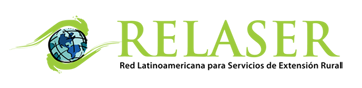 RELASER
Red Latinoamericana para Servicios de Extensión Rural